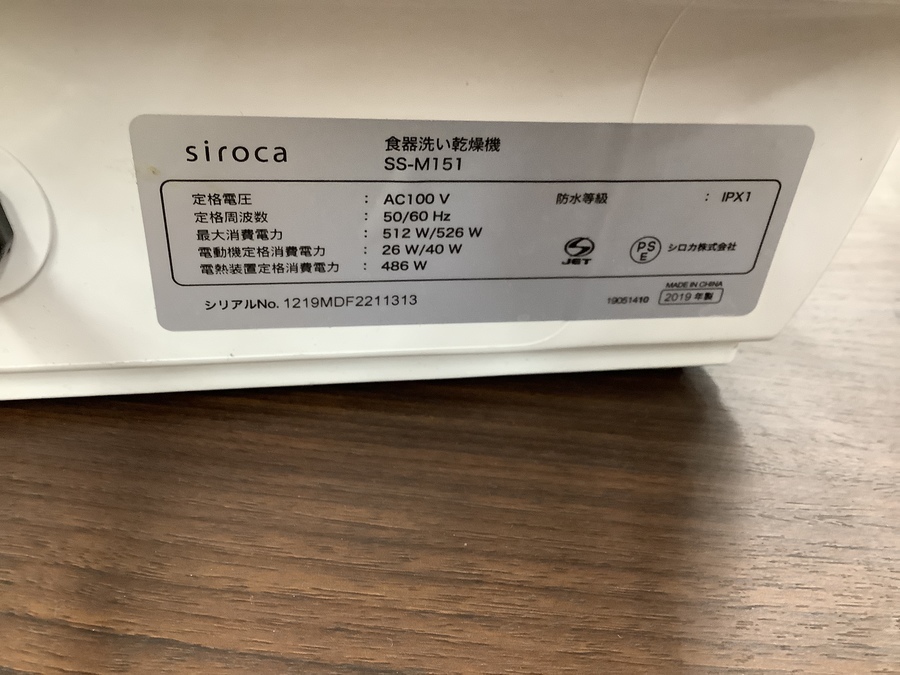 siroca
食器洗い乾燥機
SS-M151
定格電圧 : AC100 V
定格周波数 : 50/60 Hz
最大消費電力 : 512 W/526 W
電動機定格消費電力 : 26 W/40 W
電熱装置定格消費電力 : 486 W
防水等級 : IPX1
JET
PS
E
シロカ株式会社
シリアルNo. 1219MDF2211313
19051410
MADE IN CHINA
2019 年製